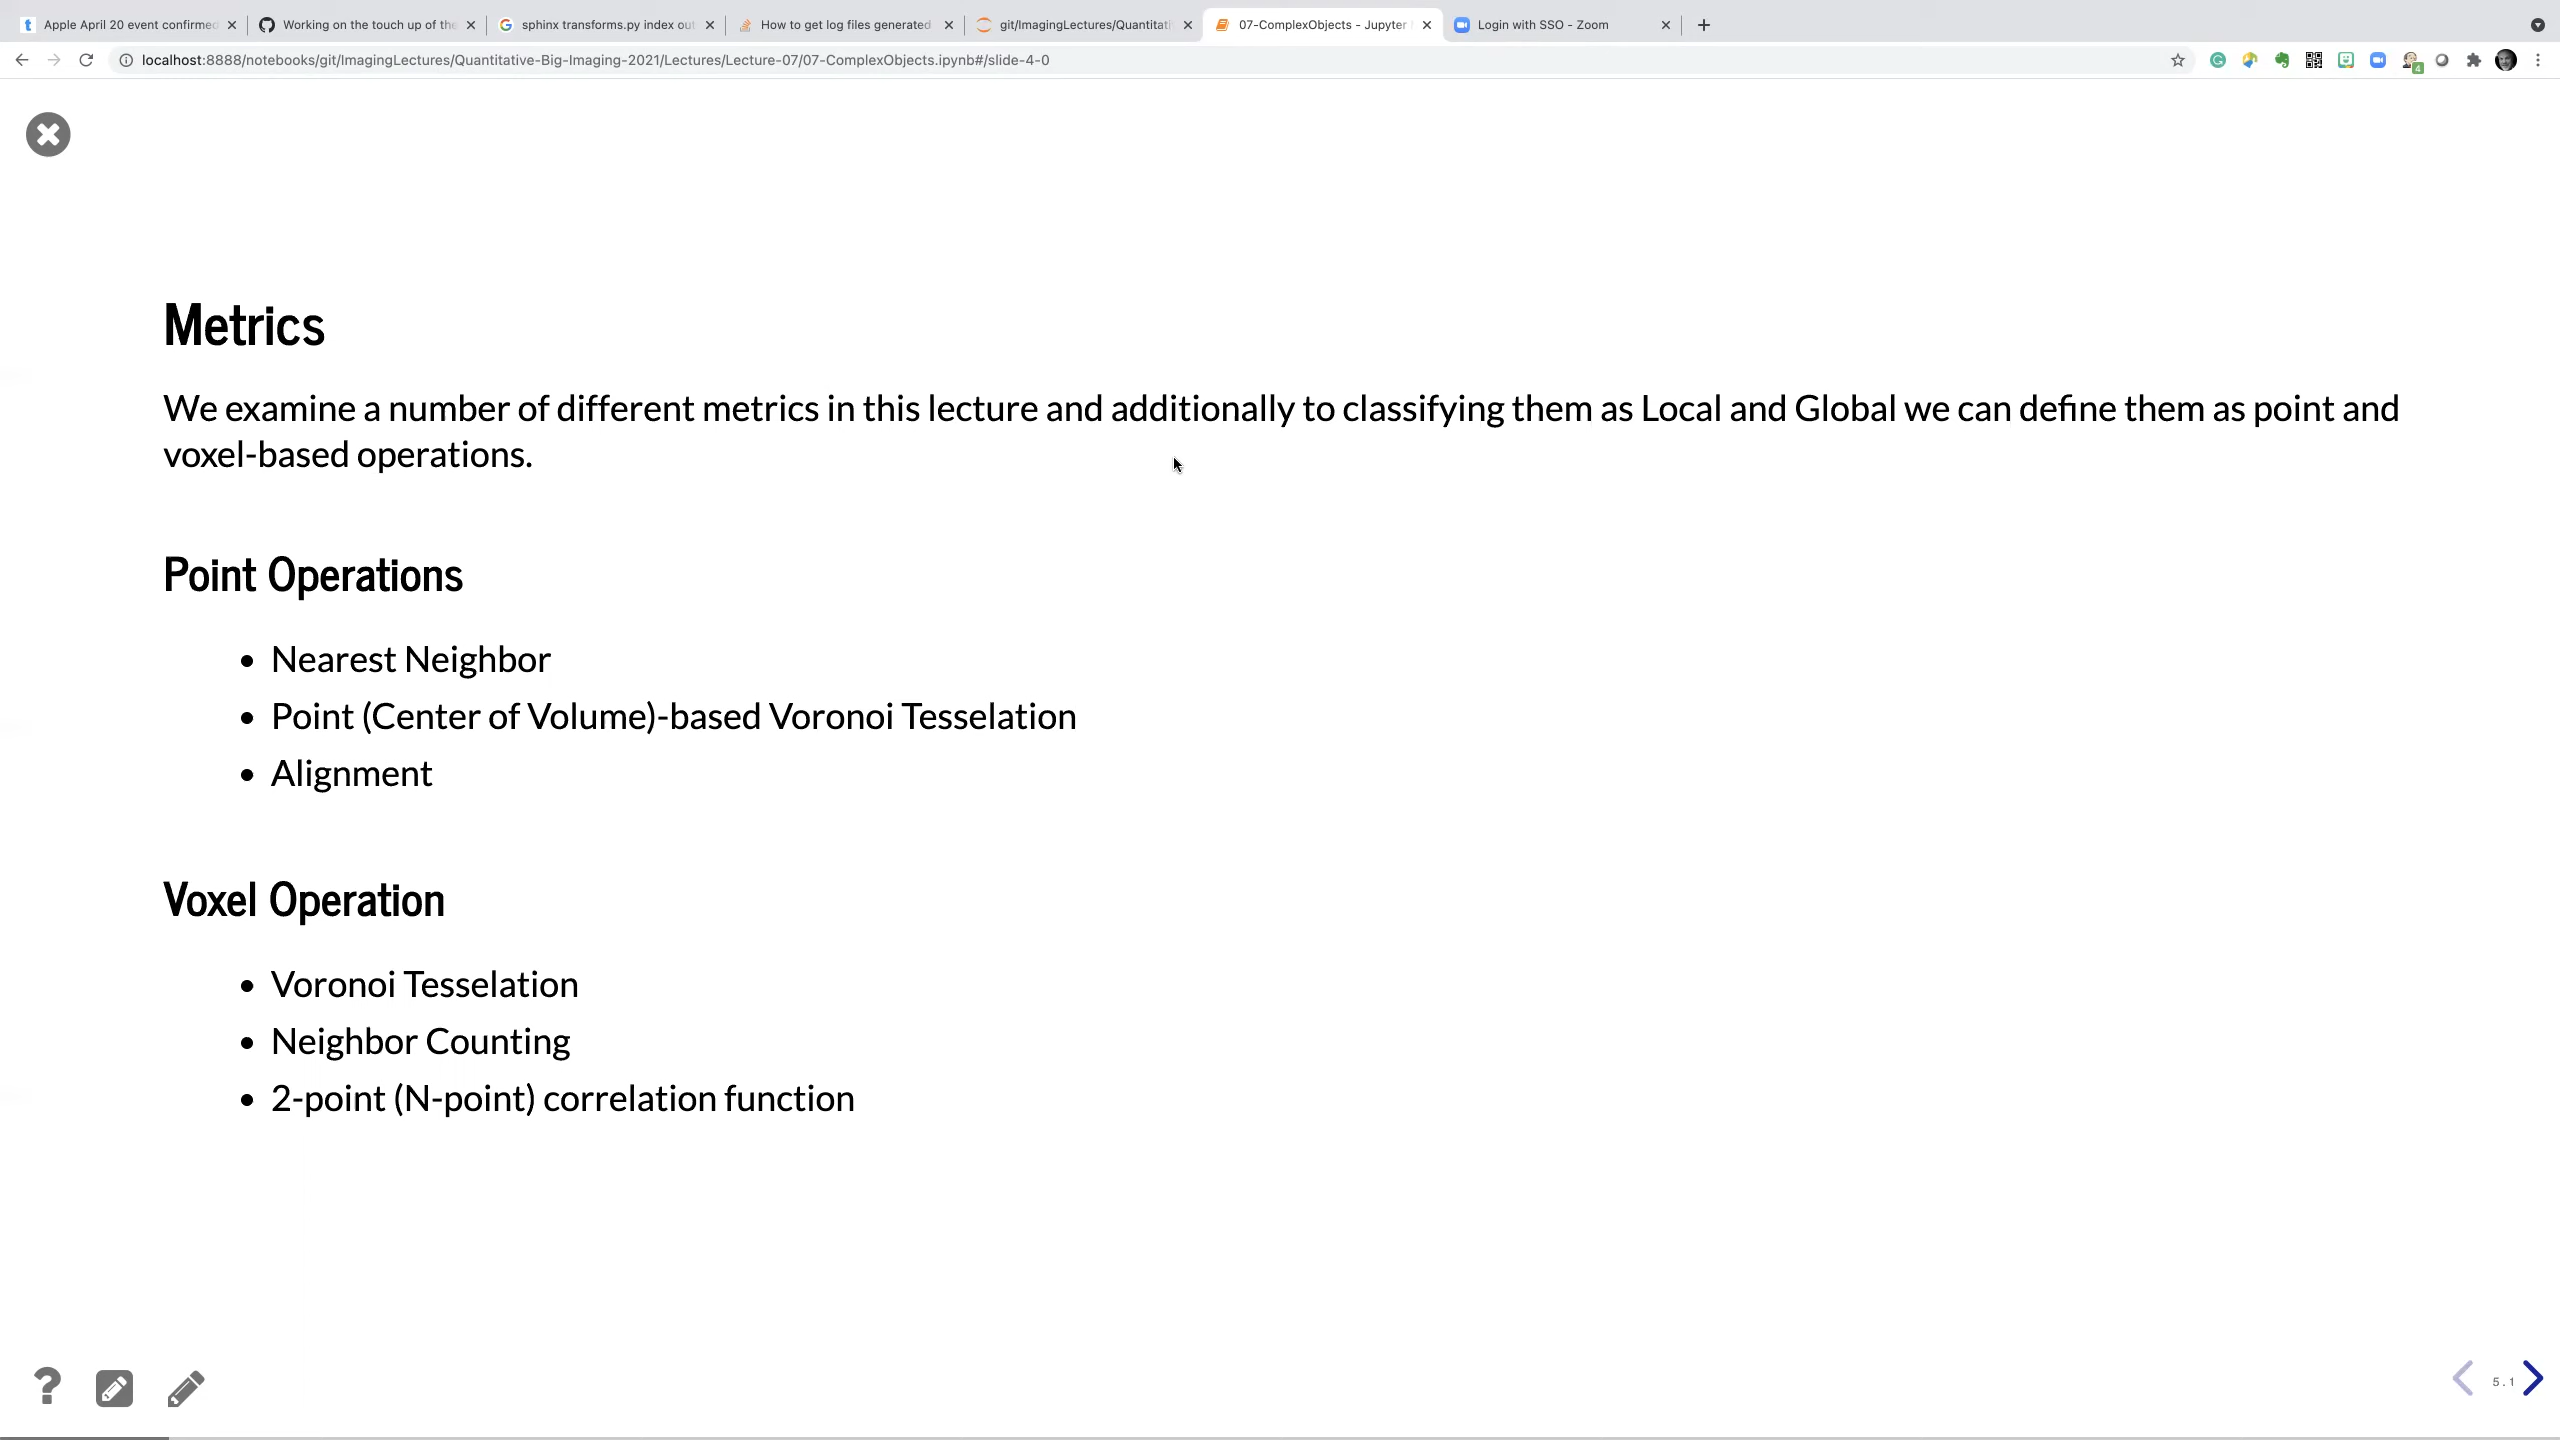 Apple April 20 event confirmed
Working on the touch up of the
sphinx transforms.py index out
How to get log files generated
git/ImagingLectures/Quantitati
07-ComplexObjects - Jupyter
Login with SSO - Zoom
localhost:8888/notebooks/git/ImagingLectures/Quantitative-Big-Imaging-2021/Lectures/Lecture-07/07-ComplexObjects.ipynb#/slide-4-0
Metrics
We examine a number of different metrics in this lecture and additionally to classifying them as Local and Global we can define them as point and
voxel-based operations.
Point Operations
• Nearest Neighbor
• Point (Center of Volume)-based Voronoi Tesselation
• Alignment
Voxel Operation
• Voronoi Tesselation
• Neighbor Counting
• 2-point (N-point) correlation function
5.1